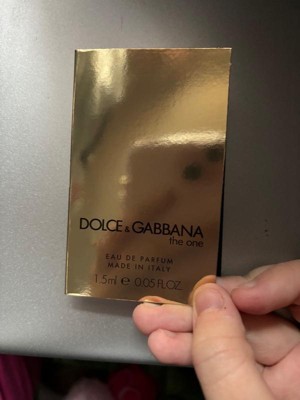 DOLCE & GABBANA
the one
EAU DE PARFUM
MADE IN ITALY
1.5ml ℮ 0.05 FL.OZ.